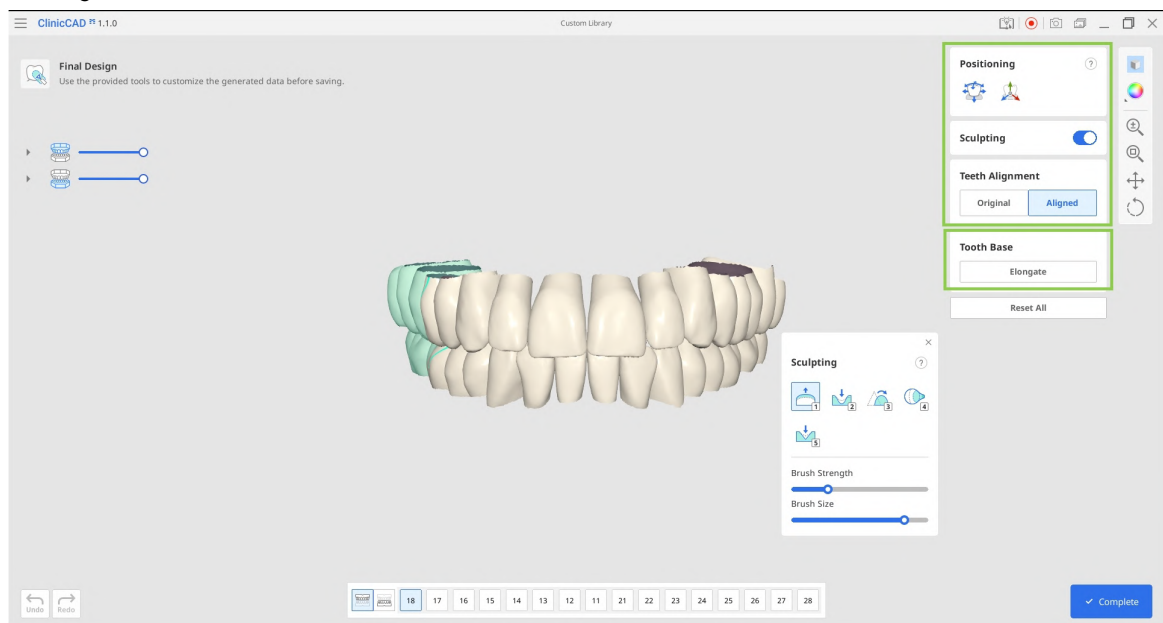 ClinicCAD 1.1.0
Custom Library
Final Design
Use the provided tools to customize the generated data before saving.
Positioning
?
Sculpting
Teeth Alignment
Original Aligned
Tooth Base
Elongate
Reset All
Sculpting
?
1 2 3 4
5
Brush Strength
Brush Size
Undo Redo
18 17 16 15 14 13 12 11 21 22 23 24 25 26 27 28
Complete